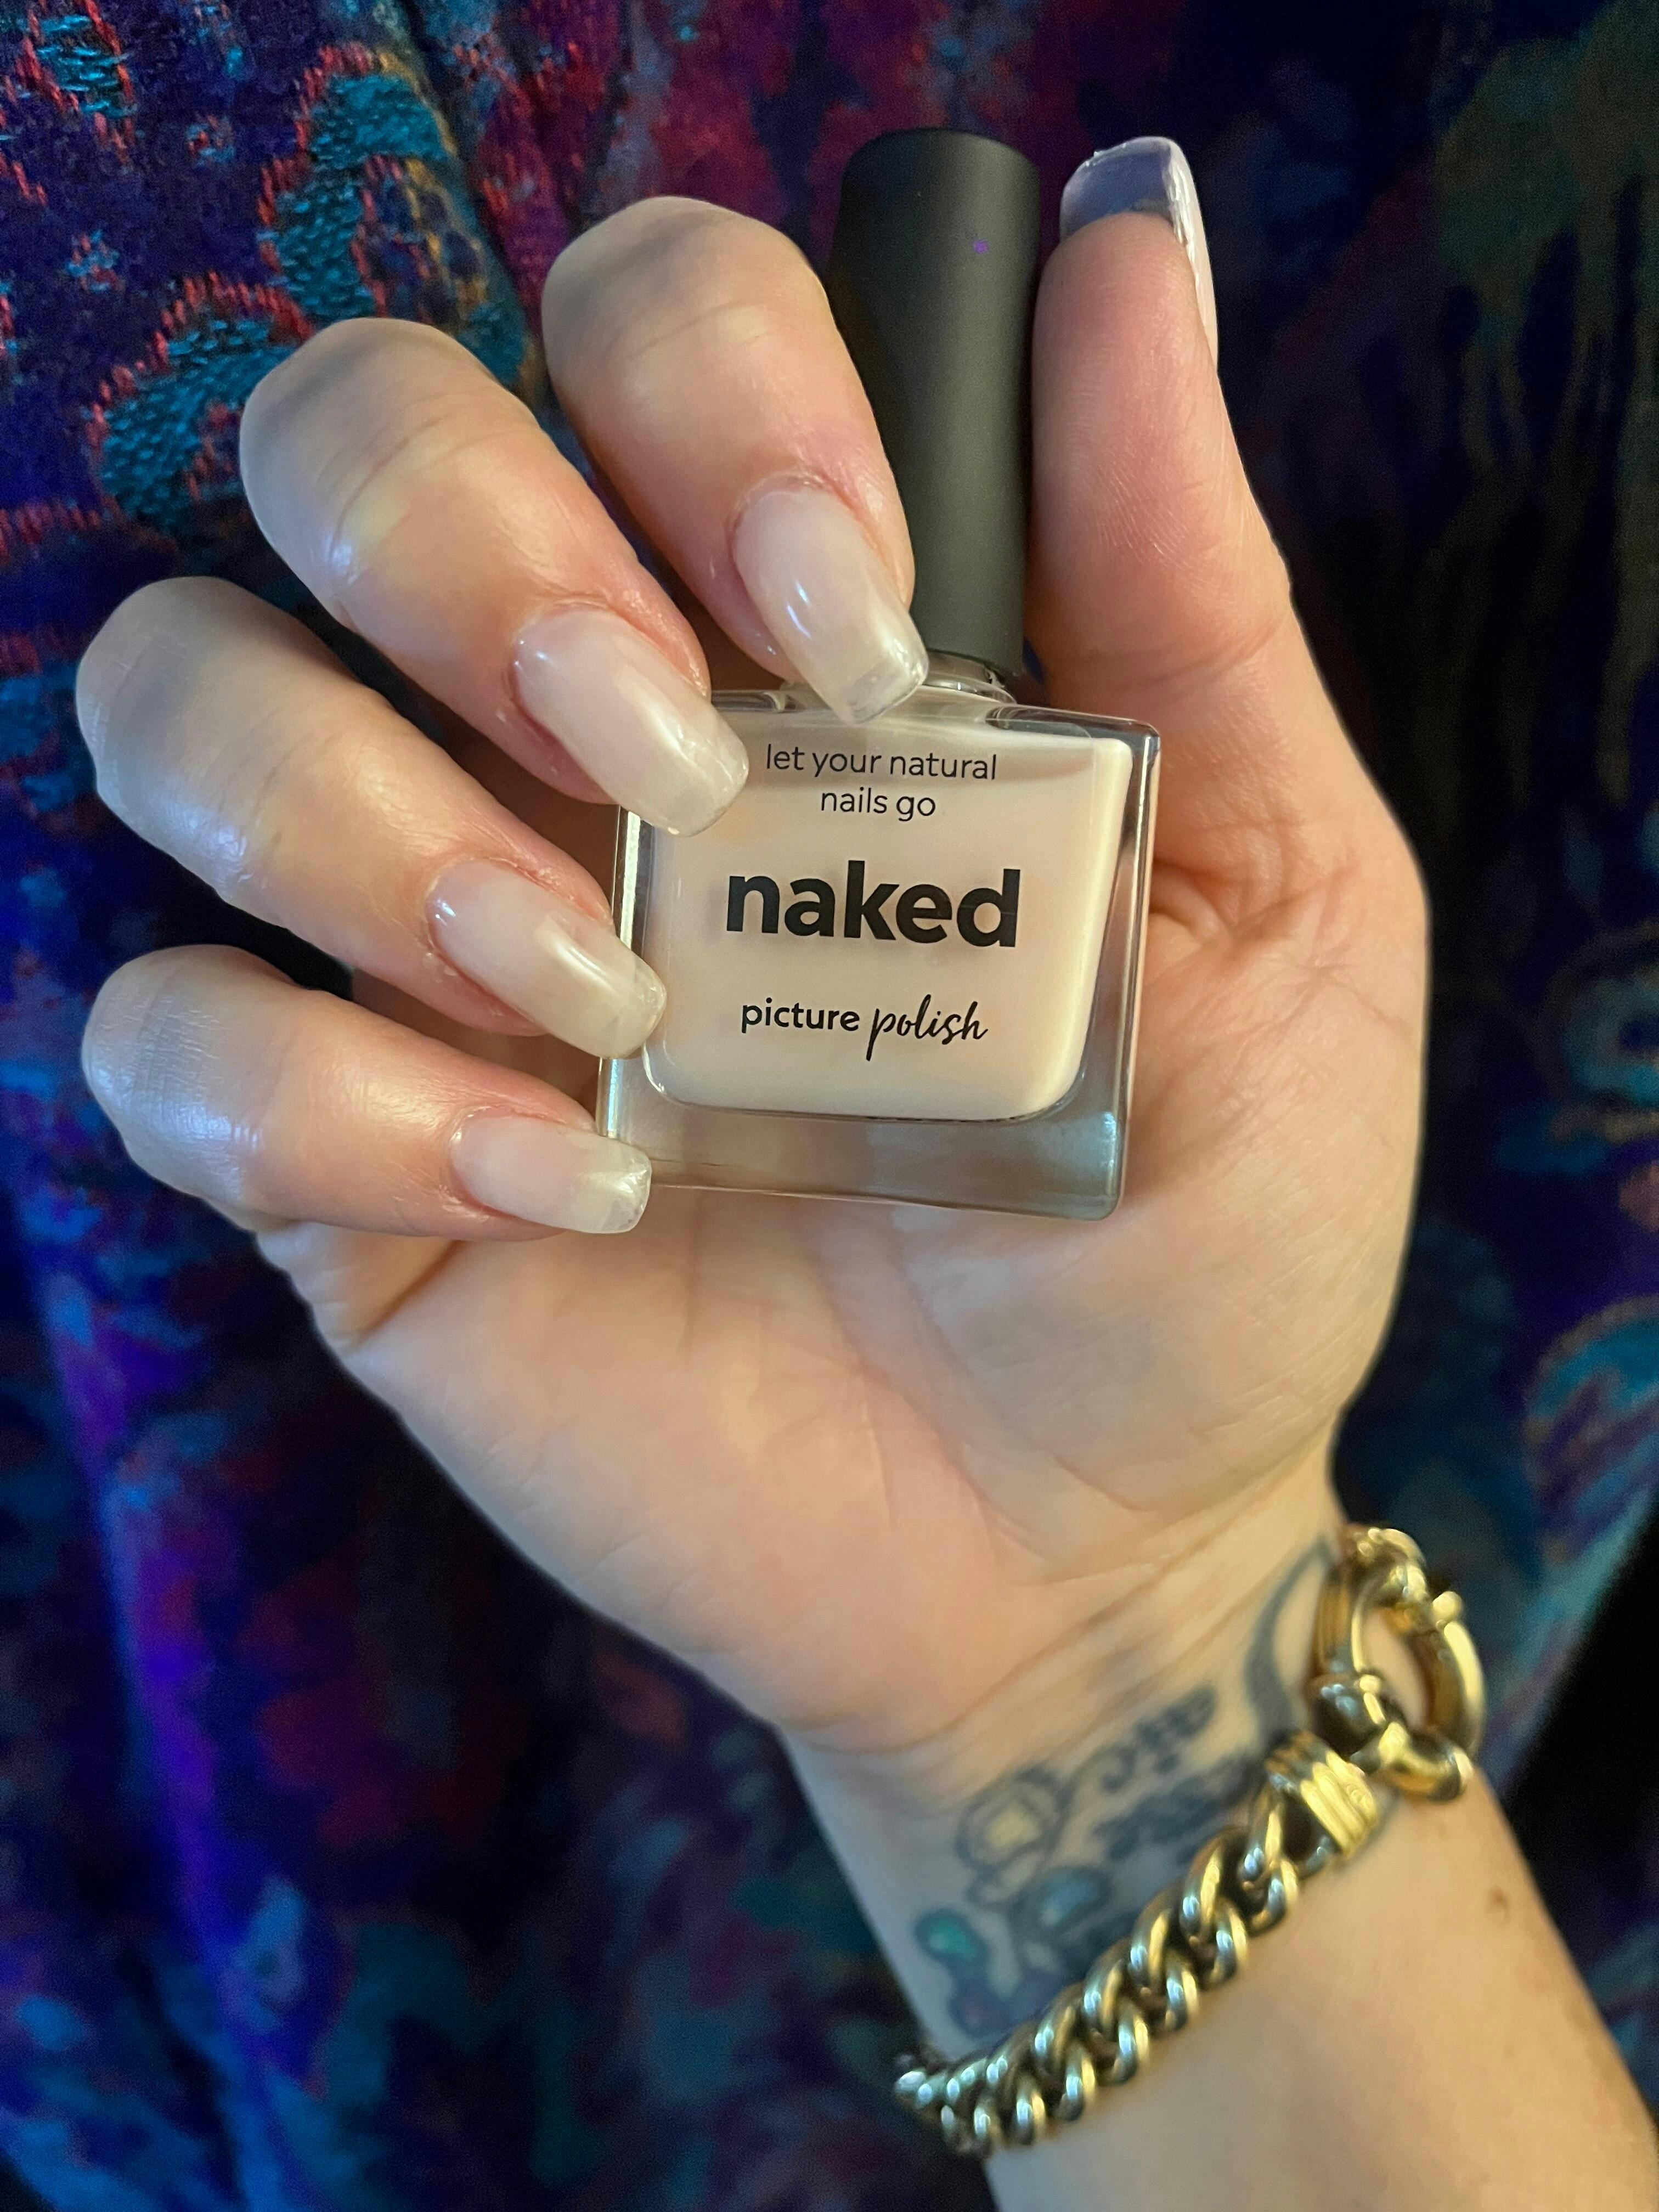 let your natural
nails go
naked
picture polish